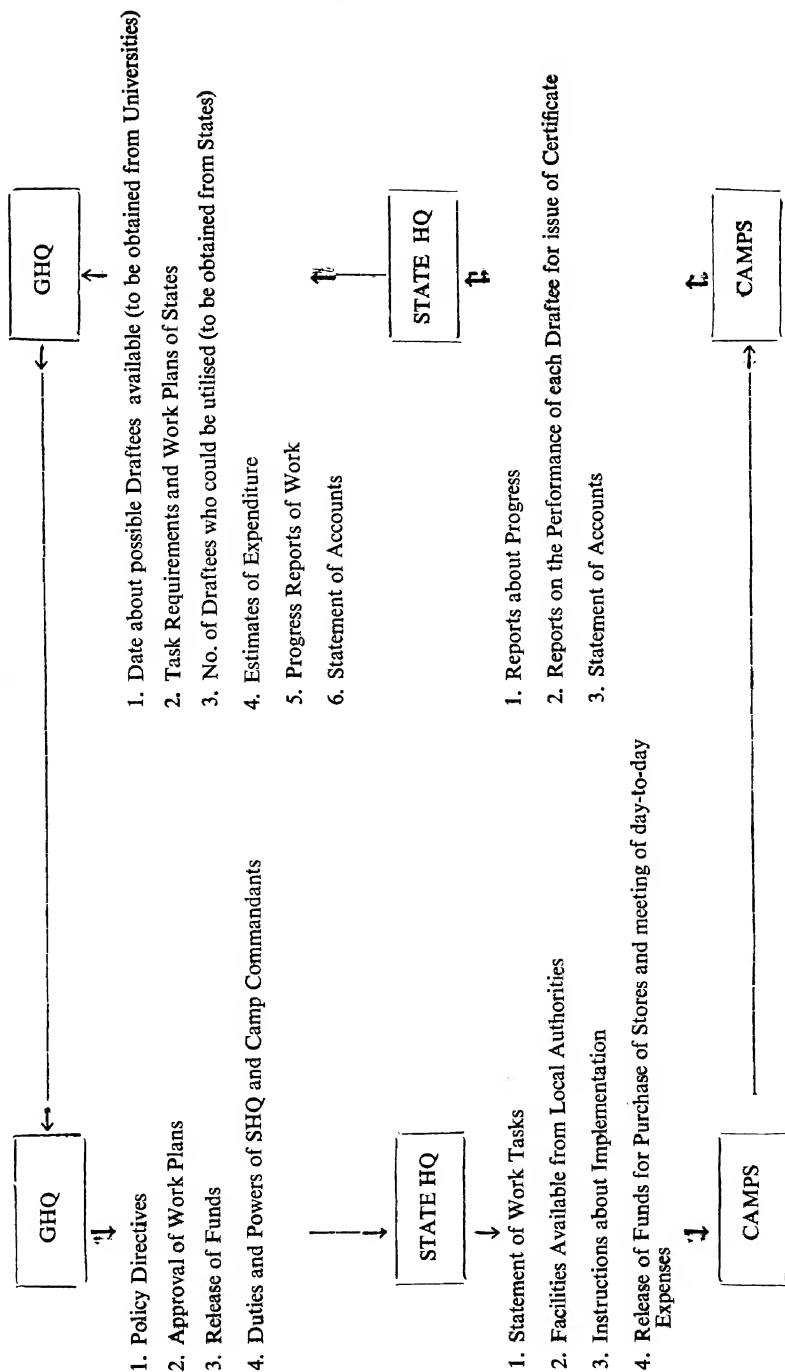 GHQ
1. Policy Directives
2. Approval of Work Plans
3. Release of Funds
4. Duties and Powers of SHQ and Camp Commandants
STATE HQ
1. Statement of Work Tasks
2. Facilities Available from Local Authorities
3. Instructions about Implementation
4. Release of Funds for Purchase of Stores and meeting of day-to-day
Expenses
CAMPS
GHQ
1. Date about possible Draftees available (to be obtained from Universities)
2. Task Requirements and Work Plans of States
3. No. of Draftees who could be utilised (to be obtained from States)
4. Estimates of Expenditure
5. Progress Reports of Work
6. Statement of Accounts
STATE HQ
1. Reports about Progress
2. Reports on the Performance of each Draftee for issue of Certificate
3. Statement of Accounts
CAMPS